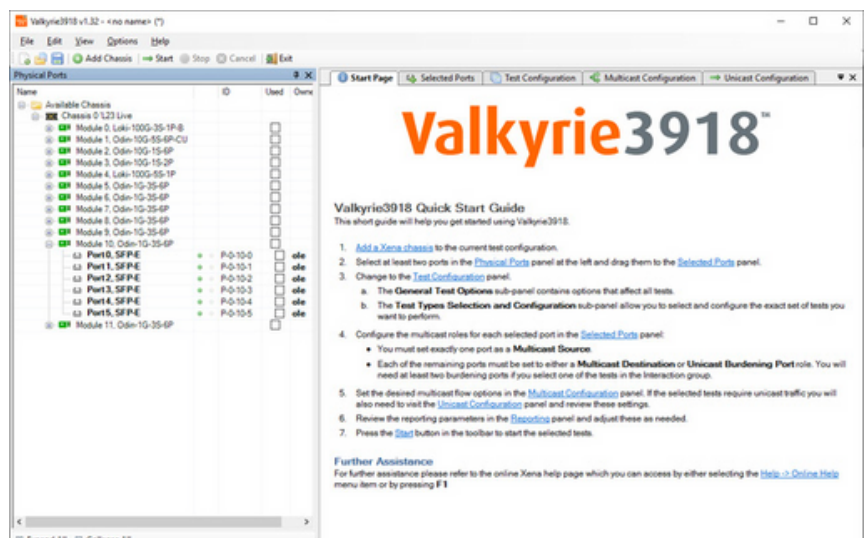 Valkyrie3918 v1.32 - <no name> (*)
File Edit View Options Help
Add Chassis Start Stop Cancel Exit
Physical Ports
Name ID Used Owne
Available Chassis
Chassis 0 'L23 Live
Module 0, Loki-100G-3S-1P-B
Module 1, Odin-10G-5S-6P-CU
Module 2, Odin-10G-1S-6P
Module 3, Odin-10G-1S-2P
Module 4, Loki-100G-5S-1P
Module 5, Odin-1G-3S-6P
Module 6, Odin-1G-3S-6P
Module 7, Odin-1G-3S-6P
Module 8, Odin-1G-3S-6P
Module 9, Odin-1G-3S-6P
Module 10, Odin-1G-3S-6P
Port 0, SFP-E P-0-10-0 ole
Port 1, SFP-E P-0-10-1 ole
Port 2, SFP-E P-0-10-2 ole
Port 3, SFP-E P-0-10-3 ole
Port 4, SFP-E P-0-10-4 ole
Port 5, SFP-E P-0-10-5 ole
Module 11, Odin-1G-3S-6P
Start Page Selected Ports Test Configuration Multicast Configuration Unicast Configuration
Valkyrie3918™
Valkyrie3918 Quick Start Guide
This short guide will help you get started using Valkyrie3918.
1. Add a Xena chassis to the current test configuration.
2. Select at least two ports in the Physical Ports panel at the left and drag them to the Selected Ports panel.
3. Change to the Test Configuration panel.
a. The General Test Options sub-panel contains options that affect all tests.
b. The Test Types Selection and Configuration sub-panel allow you to select and configure the exact set of tests you
want to perform.
4. Configure the multicast roles for each selected port in the Selected Ports panel:
• You must set exactly one port as a Multicast Source.
• Each of the remaining ports must be set to either a Multicast Destination or Unicast Burdening Port role. You will
need at least two burdening ports if you select one of the tests in the Interaction group.
5. Set the desired multicast flow options in the Multicast Configuration panel. If the selected tests require unicast traffic you will
also need to visit the Unicast Configuration panel and review these settings.
6. Review the reporting parameters in the Reporting panel and adjust these as needed.
7. Press the Start button in the toolbar to start the selected tests.
Further Assistance
For further assistance please refer to the online Xena help page which you can access by either selecting the Help -> Online Help
menu item or by pressing F1